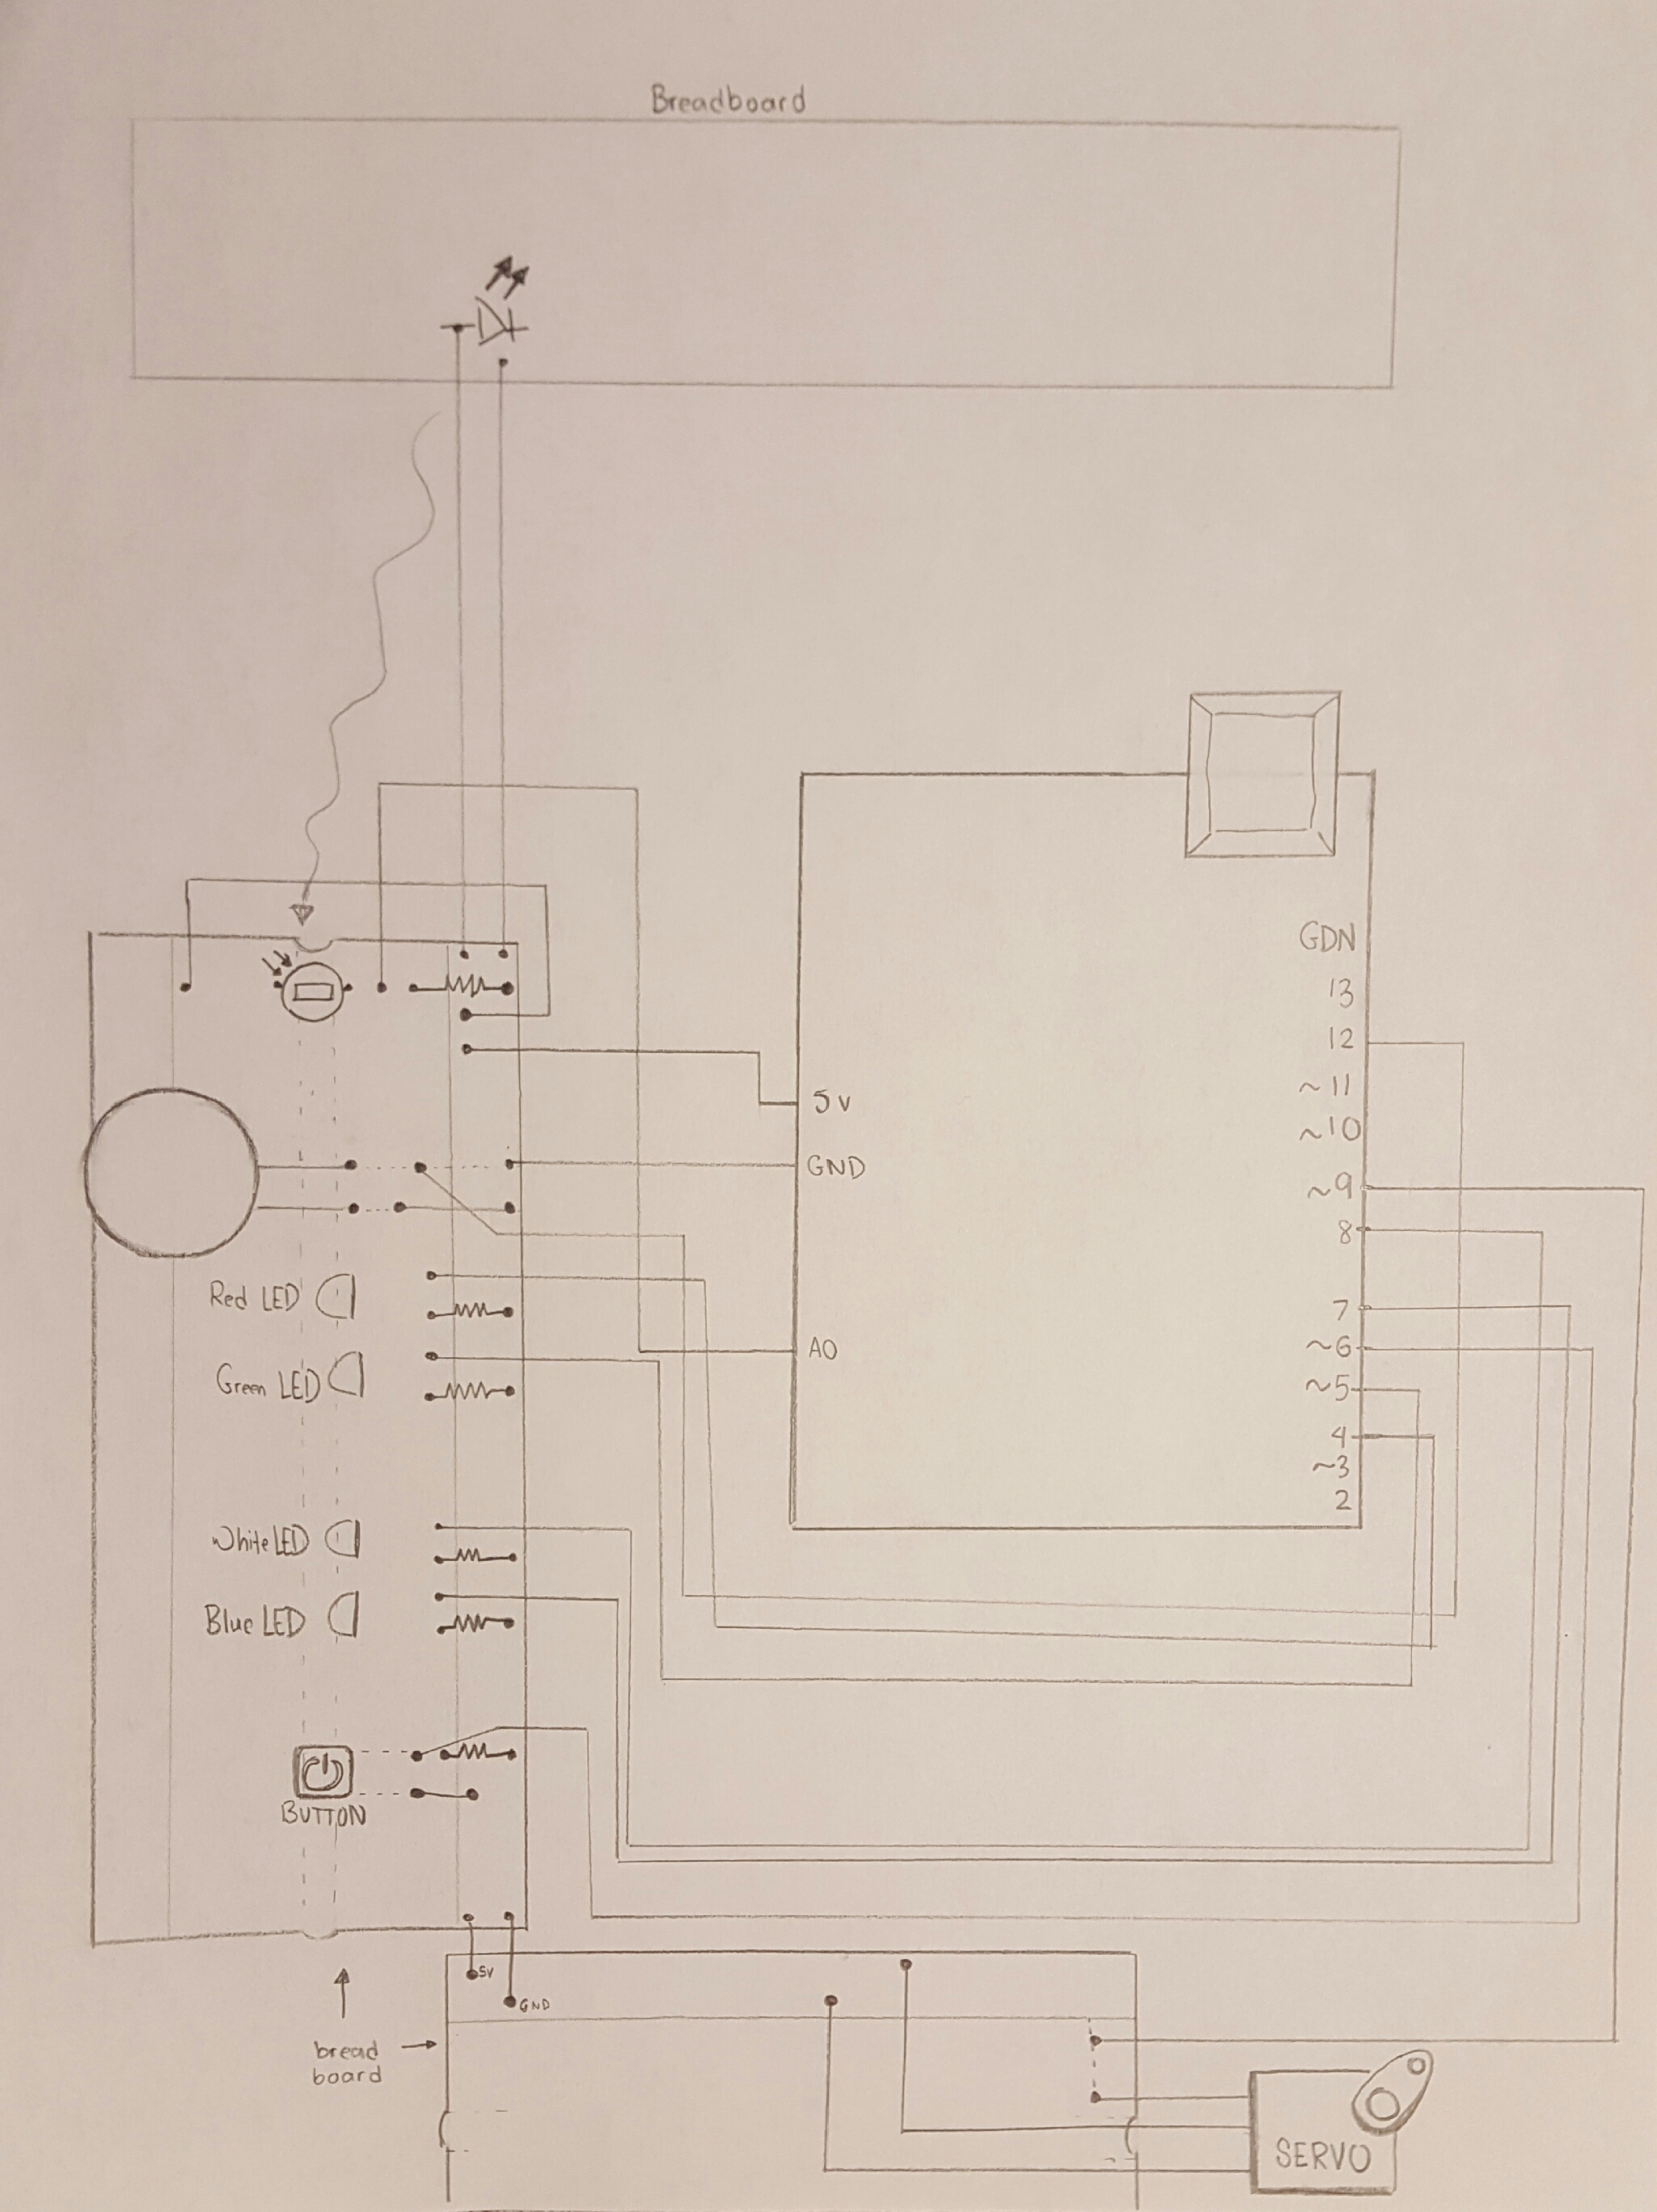 Breadboard
GDN
13
12
~11
5v
~10
GND
~9
8
Red LED
7
A0
~6
Green LED
~5
4
~3
2
White LED
Blue LED
BUTTON
5V
GND
bread
board
SERVO